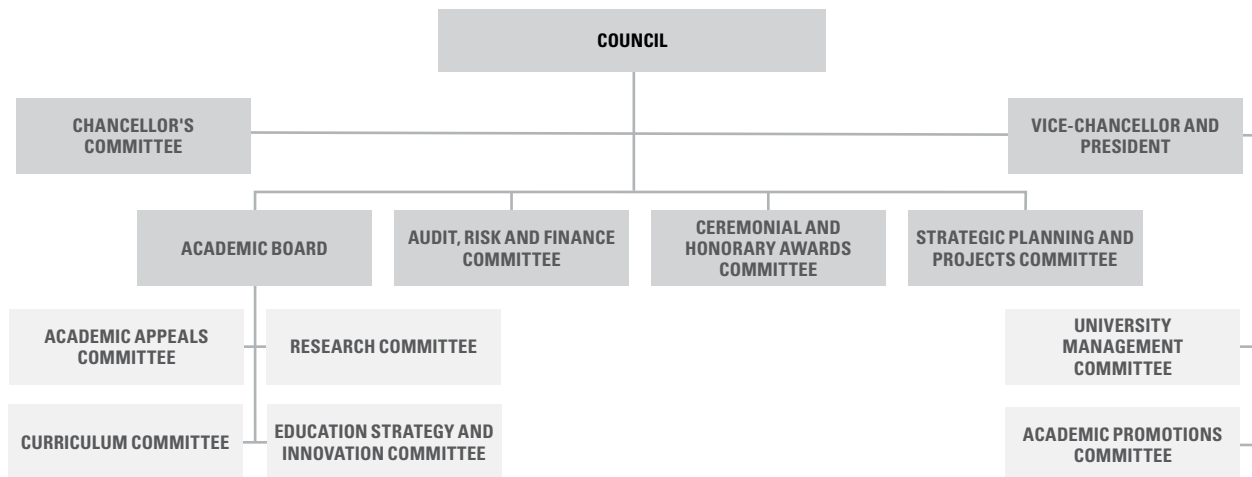 COUNCIL
CHANCELLOR'S
COMMITTEE
VICE-CHANCELLOR AND
PRESIDENT
ACADEMIC BOARD
AUDIT, RISK AND FINANCE
COMMITTEE
CEREMONIAL AND
HONORARY AWARDS
COMMITTEE
STRATEGIC PLANNING AND
PROJECTS COMMITTEE
ACADEMIC APPEALS
COMMITTEE
RESEARCH COMMITTEE
UNIVERSITY
MANAGEMENT
COMMITTEE
CURRICULUM COMMITTEE
EDUCATION STRATEGY AND
INNOVATION COMMITTEE
ACADEMIC PROMOTIONS
COMMITTEE